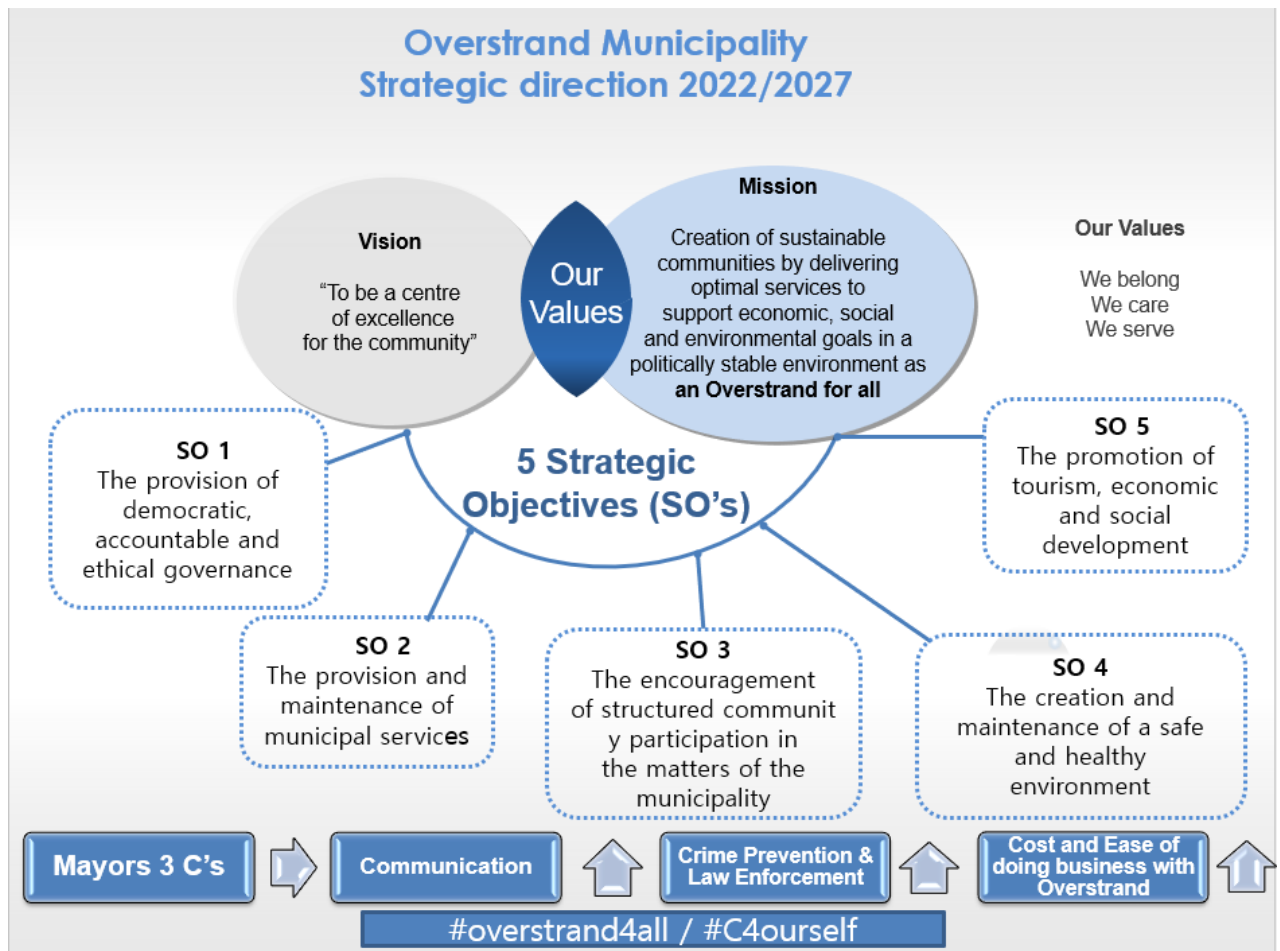 Overstrand Municipality
Strategic direction 2022/2027
Vision
“To be a centre
of excellence
for the community”
Our
Values
Mission
Creation of sustainable
communities by delivering
optimal services to
support economic, social
and environmental goals in a
politically stable environment as
an Overstrand for all
Our Values
We belong
We care
We serve
5 Strategic
Objectives (SO’s)
SO 1
The provision of
democratic,
accountable and
ethical governance
SO 2
The provision and
maintenance of
municipal services
SO 3
The encouragement
of structured communit
y participation in
the matters of the
municipality
SO 4
The creation and
maintenance of a safe
and healthy
environment
SO 5
The promotion of
tourism, economic
and social
development
Mayors 3 C’s
Communication
Crime Prevention &
Law Enforcement
Cost and Ease of
doing business with
Overstrand
#overstrand4all / #C4ourself